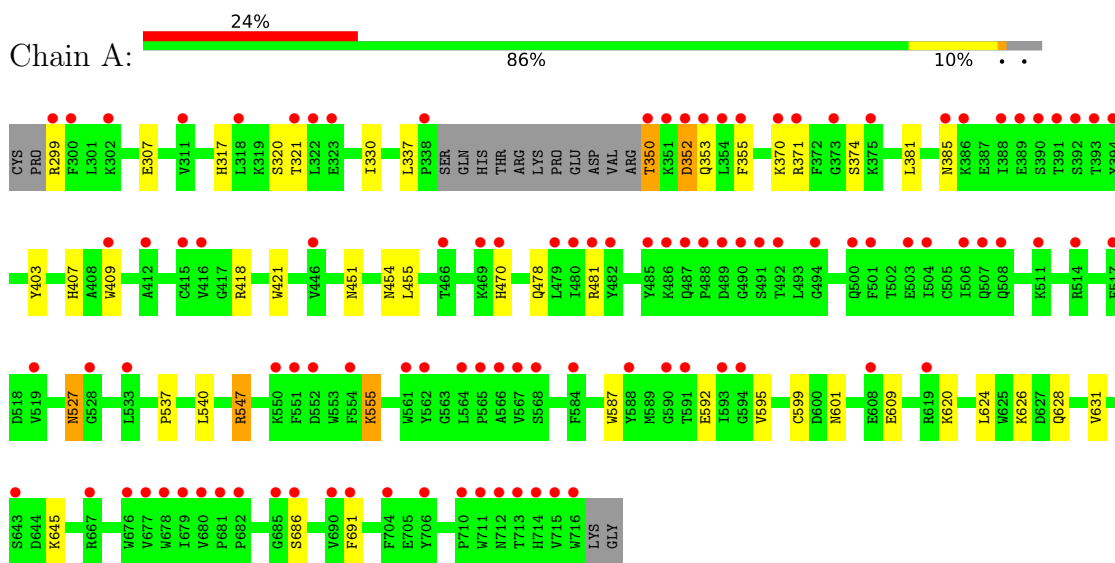 24%
Chain A:
86% 10%
CYS PRO R299 F300 L301 K302 E307 V311 H317 L318 K319 S320 T321 L322 E323 I330 L337 P338 SER GLN HIS THR ARG LYS PRO GLU ASP VAL ARG T350 K351 D352 Q353 L354 F355 K370 R371 F372 G373 S374 K375 L381 N385 K386 E387 I388 E389 S390 T391 S392 T393 Y394
Y403 H407 A408 W409 A412 C415 V416 G417 R418 W421 V446 N451 N454 L455 T466 K469 H470 Q478 L479 I480 R481 Y482 Y485 K486 Q487 P488 D489 G490 S491 T492 L493 G494 Q500 F501 T502 E503 I504 C505 I506 Q507 Q508 K511 R514
D518 V519 N527 G528 L533 P537 L540 R547 K550 F551 D552 W553 F554 K555 W561 Y562 G563 L564 P565 A566 V567 S568 F584 W587 Y588 M589 G590 T591 E592 I593 G594 V595 C599 D600 N601 E608 E609 R619 K620 L624 W625 K626 D627 Q628 V631
S643 D644 K645 R667 W676 V677 W678 I679 V680 P681 P682 G685 S686 V690 F691 F704 E705 Y706 P710 W711 N712 T713 H714 V715 W716 LYS GLY